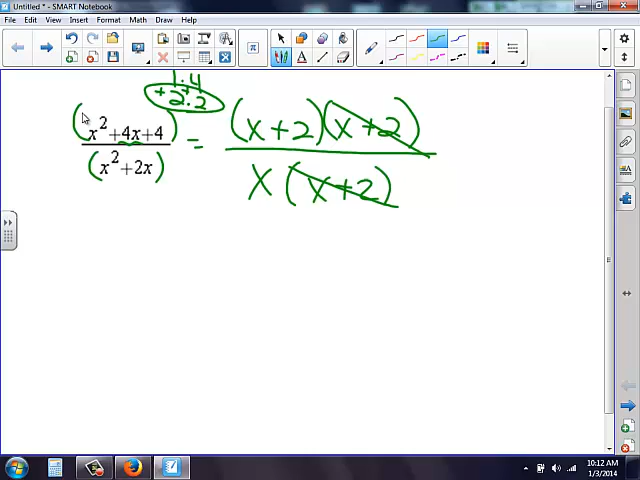 Untitled * - SMART Notebook
File Edit View Insert Format Math Draw Help
1·4
+2·+2
(x²+4x+4) = (x+2)(x+2)
(x²+2x) x(x+2)
10:12 AM
1/3/2014